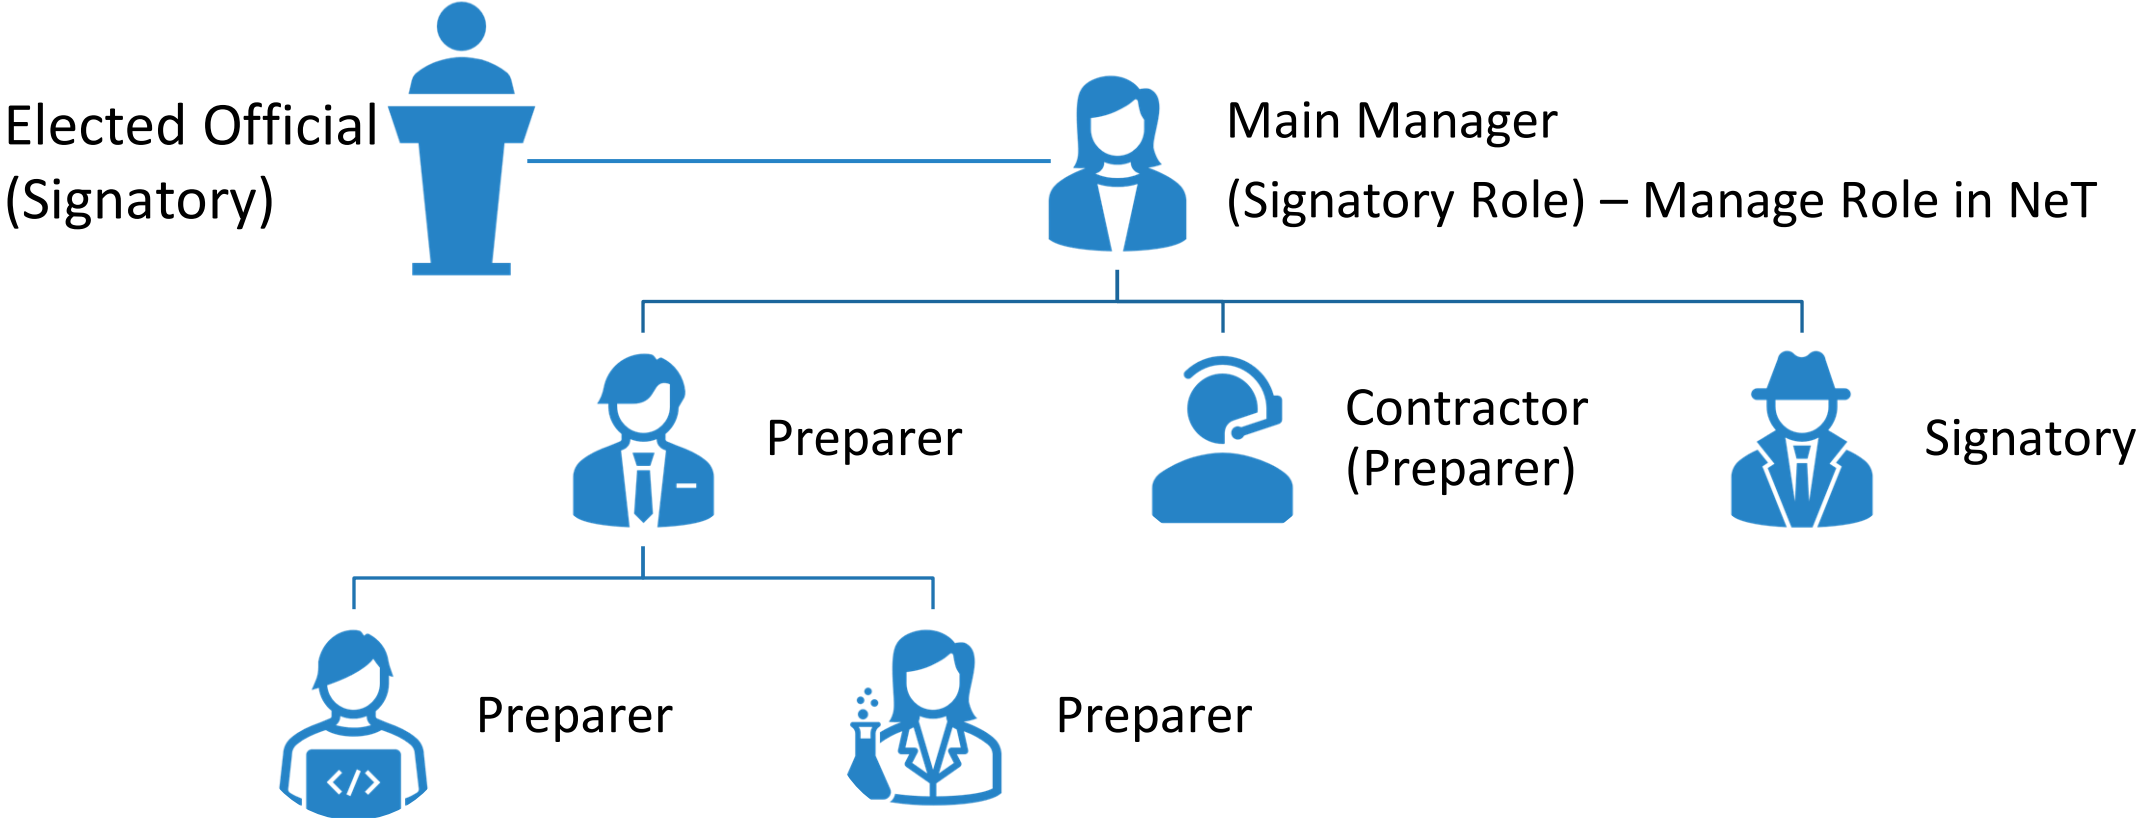 Elected Official
(Signatory)
Main Manager
(Signatory Role) – Manage Role in NeT
Preparer
Contractor
(Preparer)
Signatory
</>
Preparer
Preparer